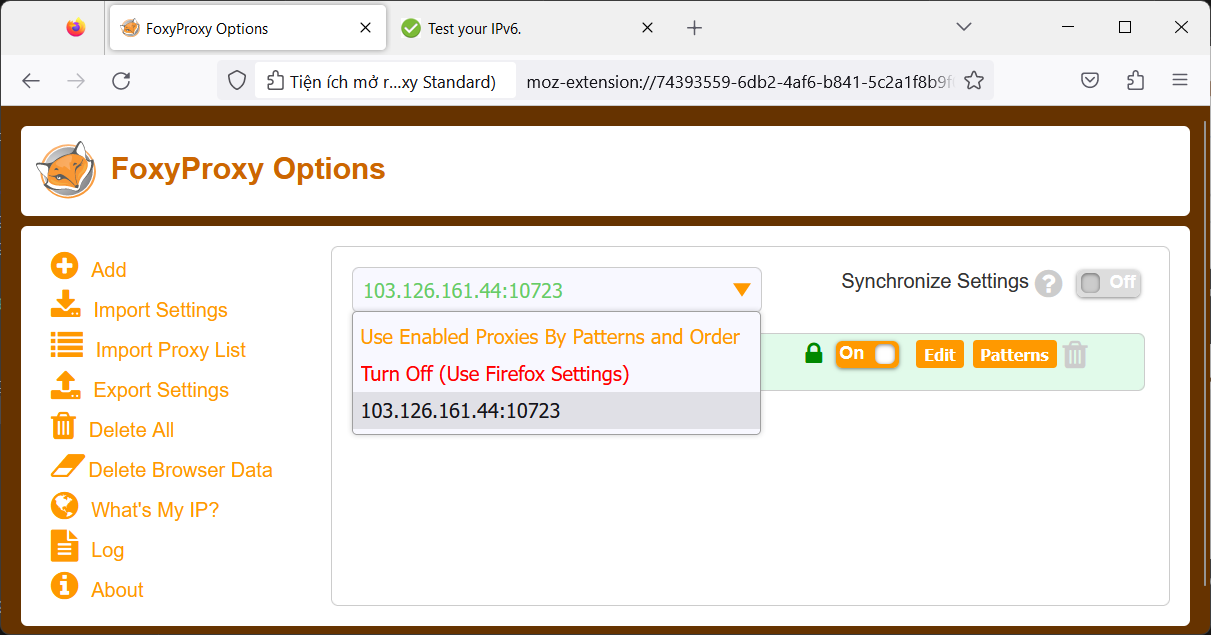 FoxyProxy Options
Test your IPv6.
Tiện ích mở r...xy Standard)
moz-extension://74393559-6db2-4af6-b841-5c2a1f8b9f
FoxyProxy Options
Add
Import Settings
Import Proxy List
Export Settings
Delete All
Delete Browser Data
What's My IP?
Log
About
103.126.161.44:10723
Synchronize Settings ? Off
Use Enabled Proxies By Patterns and Order
Turn Off (Use Firefox Settings)
103.126.161.44:10723
On Edit Patterns